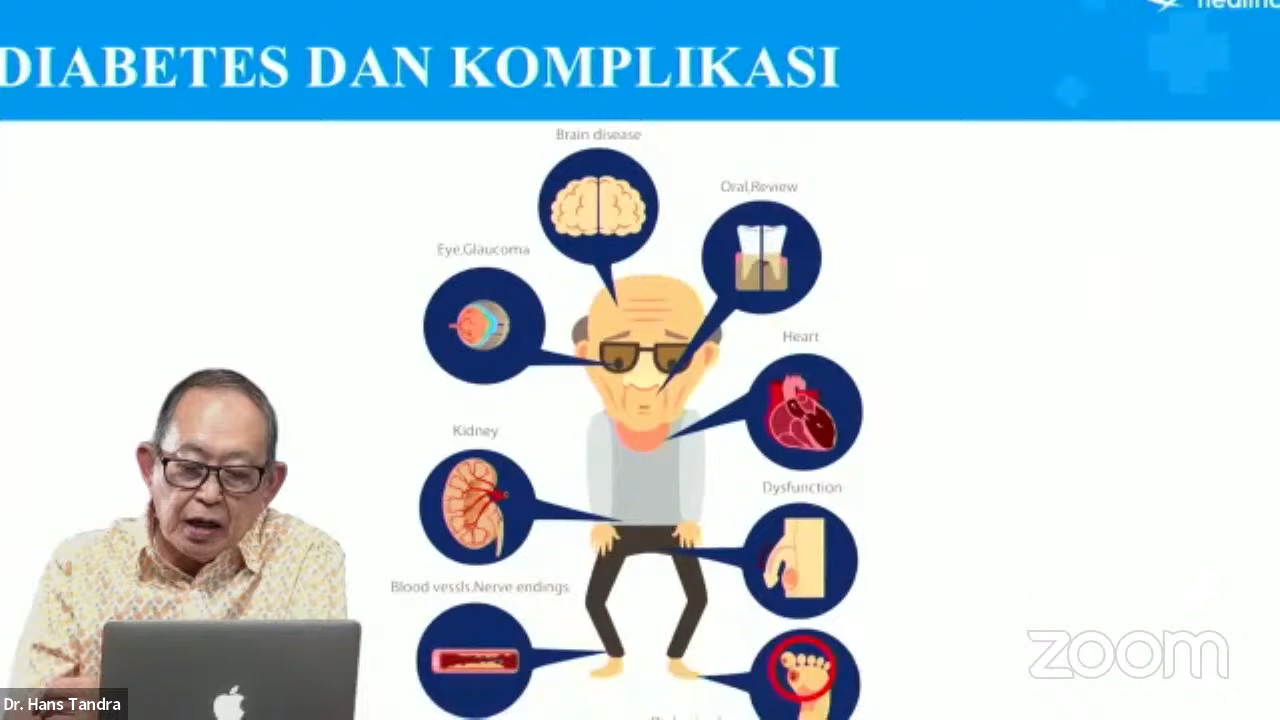 DIABETES DAN KOMPLIKASI
Brain disease
Oral,Review
Eye,Glaucoma
Heart
Kidney
Dysfunction
Blood vessls,Nerve endings
Dr. Hans Tandra
zoom